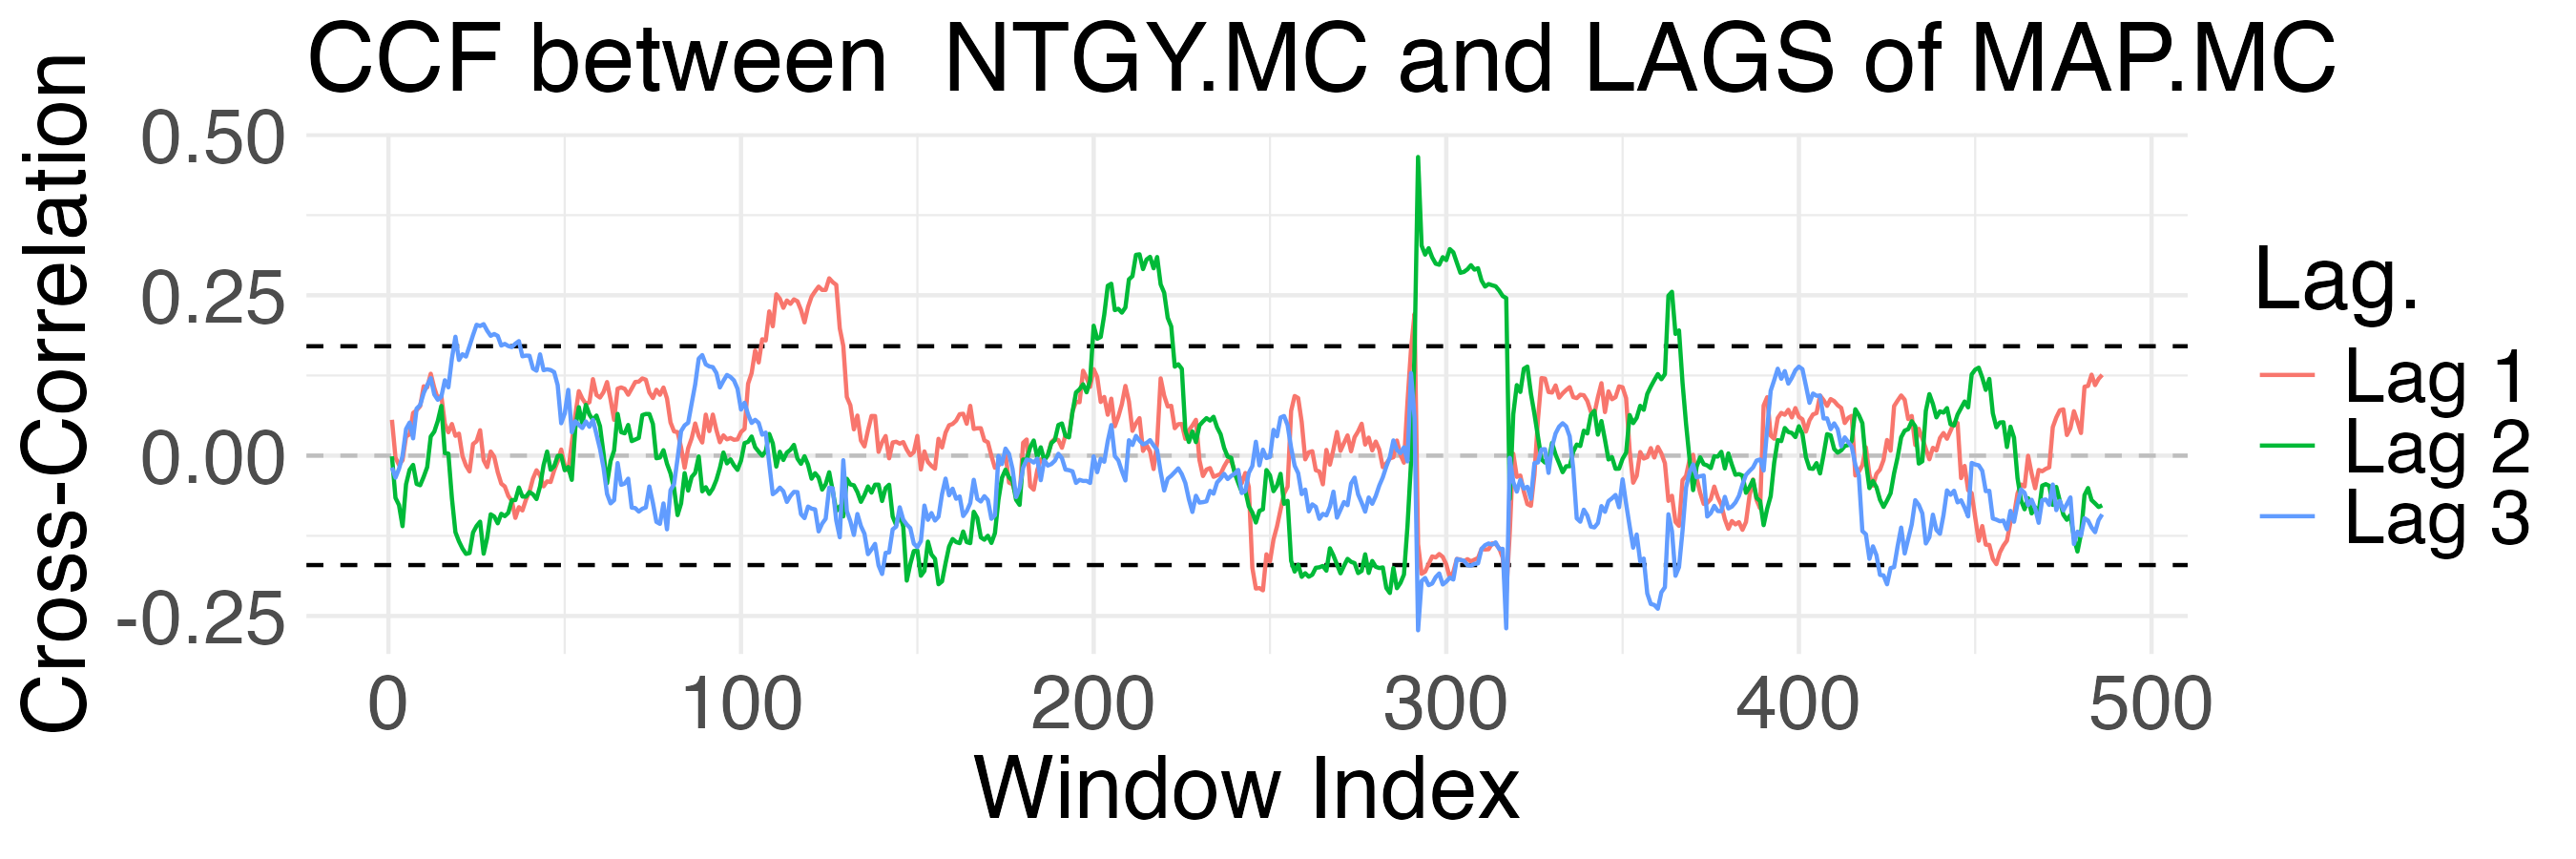 CCF between  NTGY.MC and LAGS of MAP.MC
Cross-Correlation
0.50
0.25
0.00
-0.25
0 100 200 300 400 500
Window Index
Lag.
Lag 1
Lag 2
Lag 3